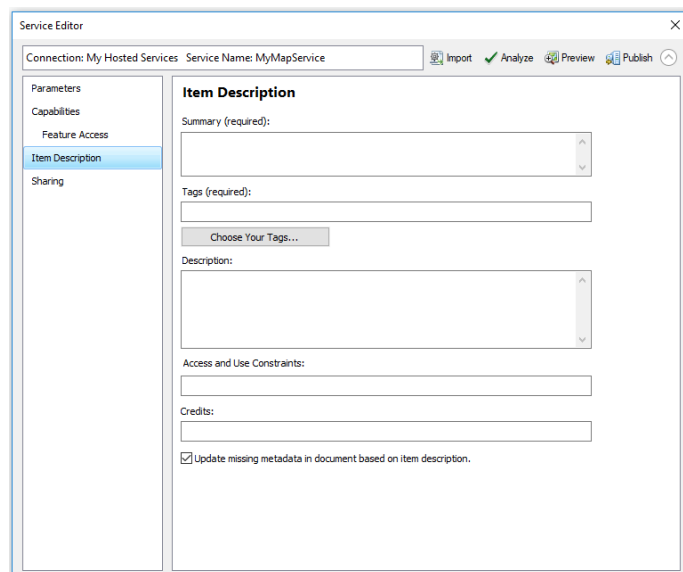 Service Editor
Connection: My Hosted Services Service Name: MyMapService
Import
Analyze
Preview
Publish
Parameters
Capabilities
Feature Access
Item Description
Sharing
Item Description
Summary (required):
Tags (required):
Choose Your Tags...
Description:
Access and Use Constraints:
Credits:
Update missing metadata in document based on item description.